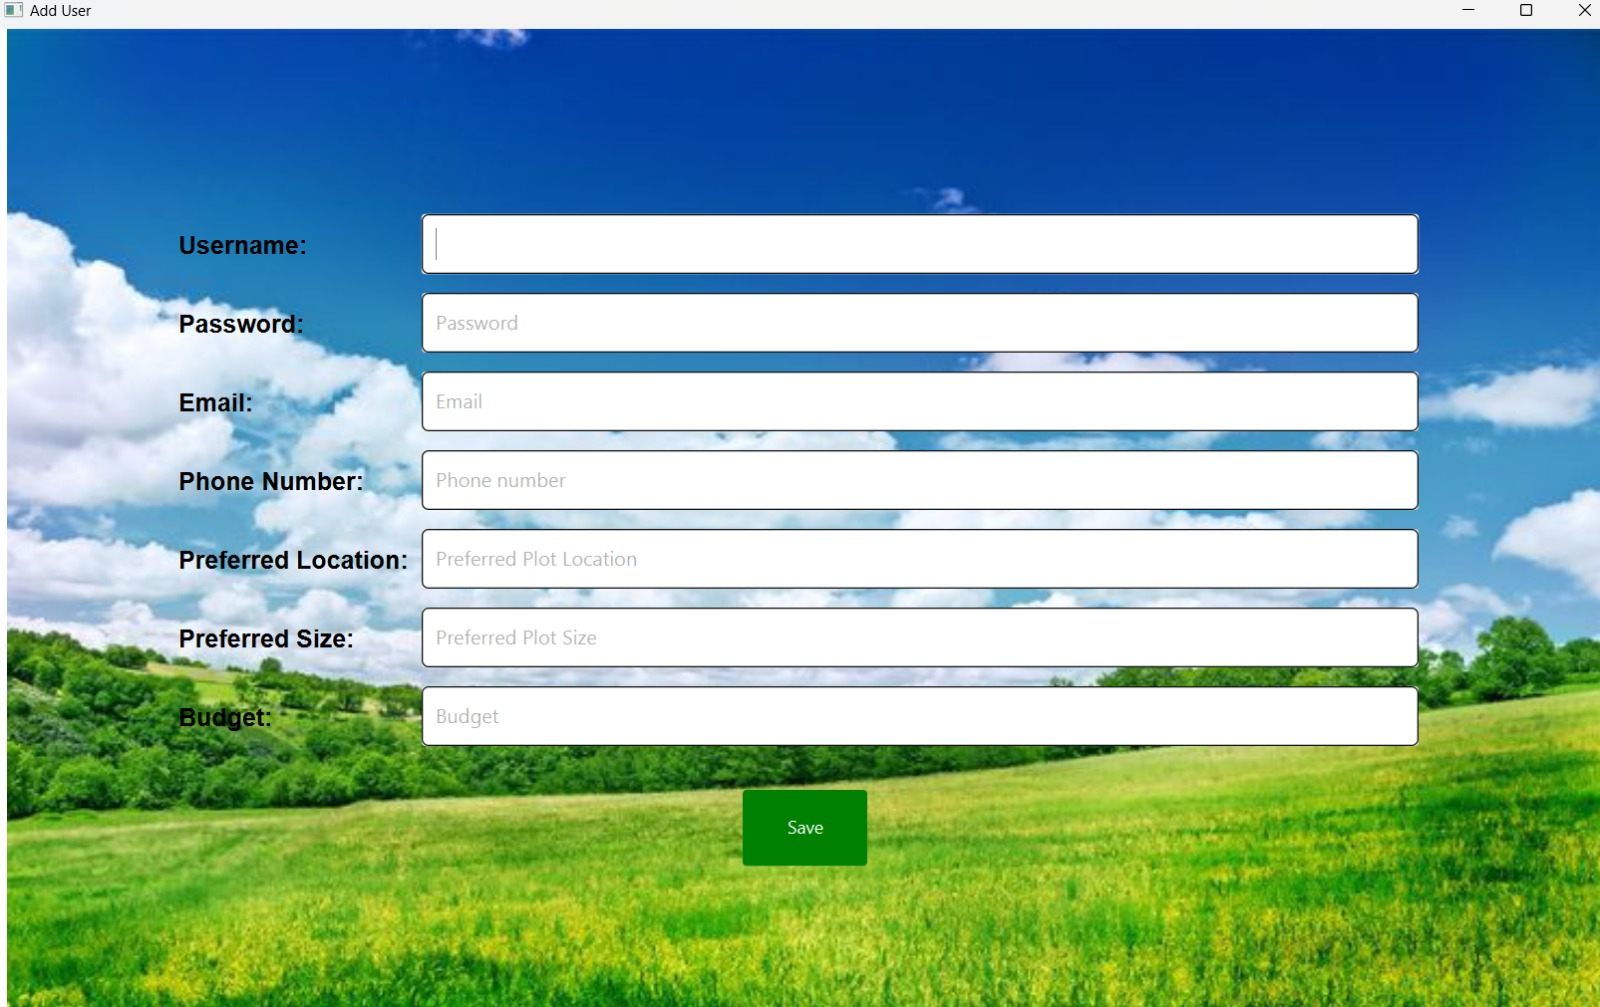 Add User
Username:
Password: Password
Email: Email
Phone Number: Phone number
Preferred Location: Preferred Plot Location
Preferred Size: Preferred Plot Size
Budget: Budget
Save